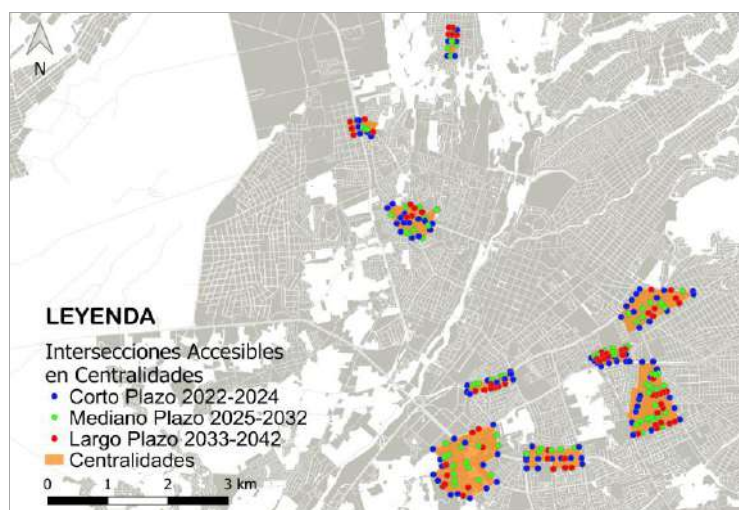 N
LEYENDA
Intersecciones Accesibles
en Centralidades
Corto Plazo 2022-2024
Mediano Plazo 2025-2032
Largo Plazo 2033-2042
Centralidades
0 1 2 3 km